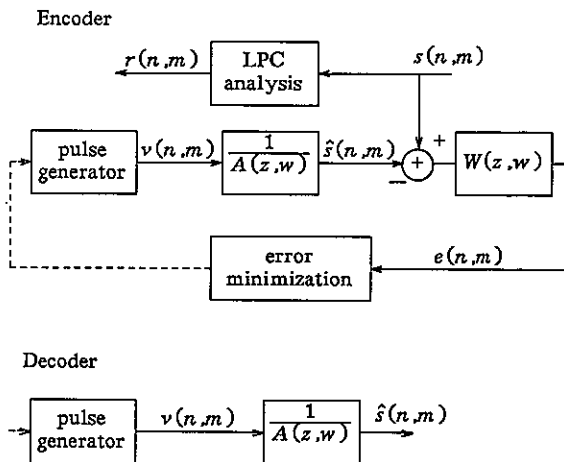 Encoder
r(n,m)
LPC
analysis
s(n,m)
pulse
generator
ν(n,m)
1
A(z,w)
ŝ(n,m)
+
+
−
W(z,w)
error
minimization
e(n,m)
Decoder
pulse
generator
ν(n,m)
1
A(z,w)
ŝ(n,m)